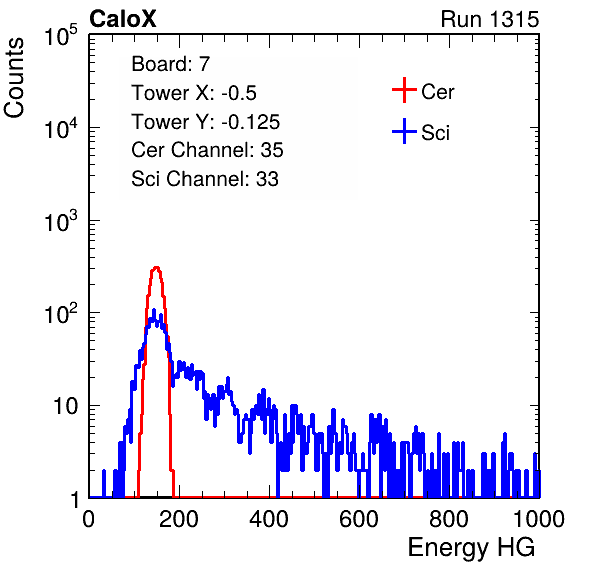 CaloX Run 1315
Counts
10^5
10^4
10^3
10^2
10
1
Board: 7
Tower X: -0.5
Tower Y: -0.125
Cer Channel: 35
Sci Channel: 33
Cer
Sci
0 200 400 600 800 1000
Energy HG